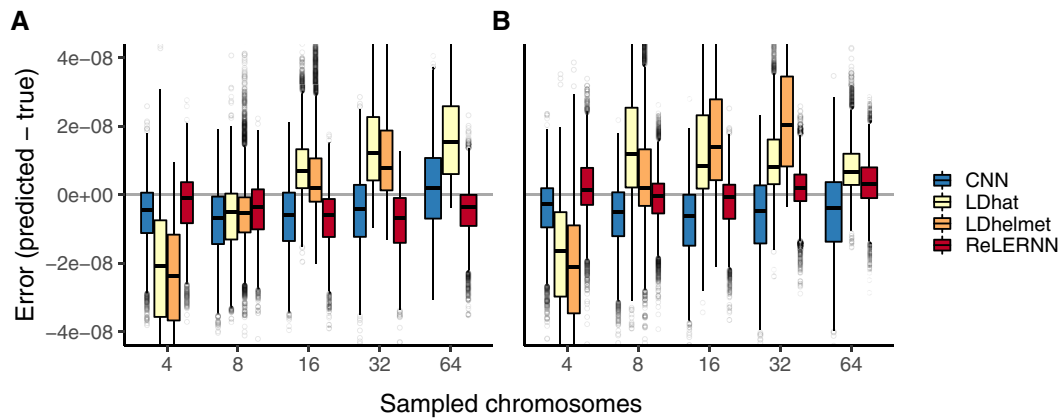 A
B
Error (predicted − true)
4e−08
2e−08
0e+00
−2e−08
−4e−08
4 8 16 32 64
4 8 16 32 64
Sampled chromosomes
CNN
LDhat
LDhelmet
ReLERNN